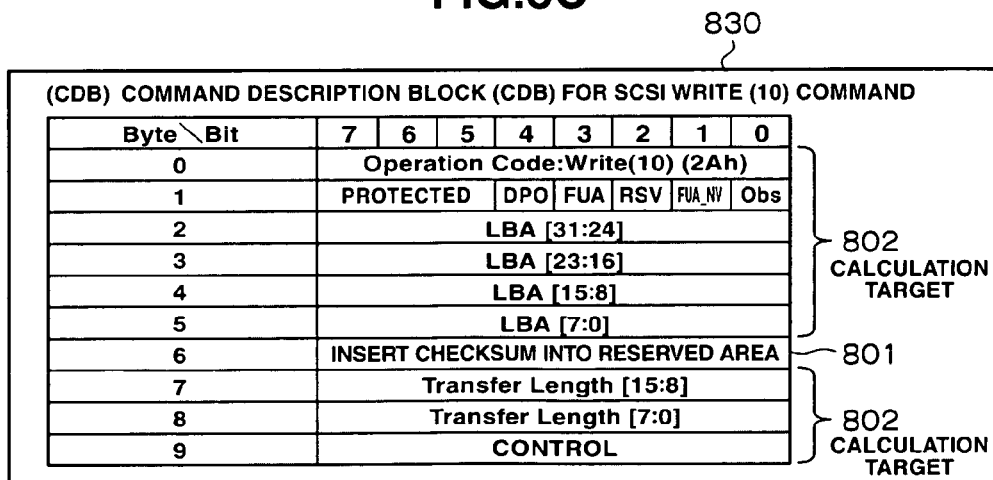 830
(CDB) COMMAND DESCRIPTION BLOCK (CDB) FOR SCSI WRITE (10) COMMAND
Byte\Bit 7 6 5 4 3 2 1 0
0 Operation Code:Write(10) (2Ah)
1 PROTECTED DPO FUA RSV FUA_NV Obs
2 LBA [31:24]
3 LBA [23:16]
4 LBA [15:8]
5 LBA [7:0]
802
CALCULATION
TARGET
6 INSERT CHECKSUM INTO RESERVED AREA 801
7 Transfer Length [15:8]
8 Transfer Length [7:0]
9 CONTROL
802
CALCULATION
TARGET